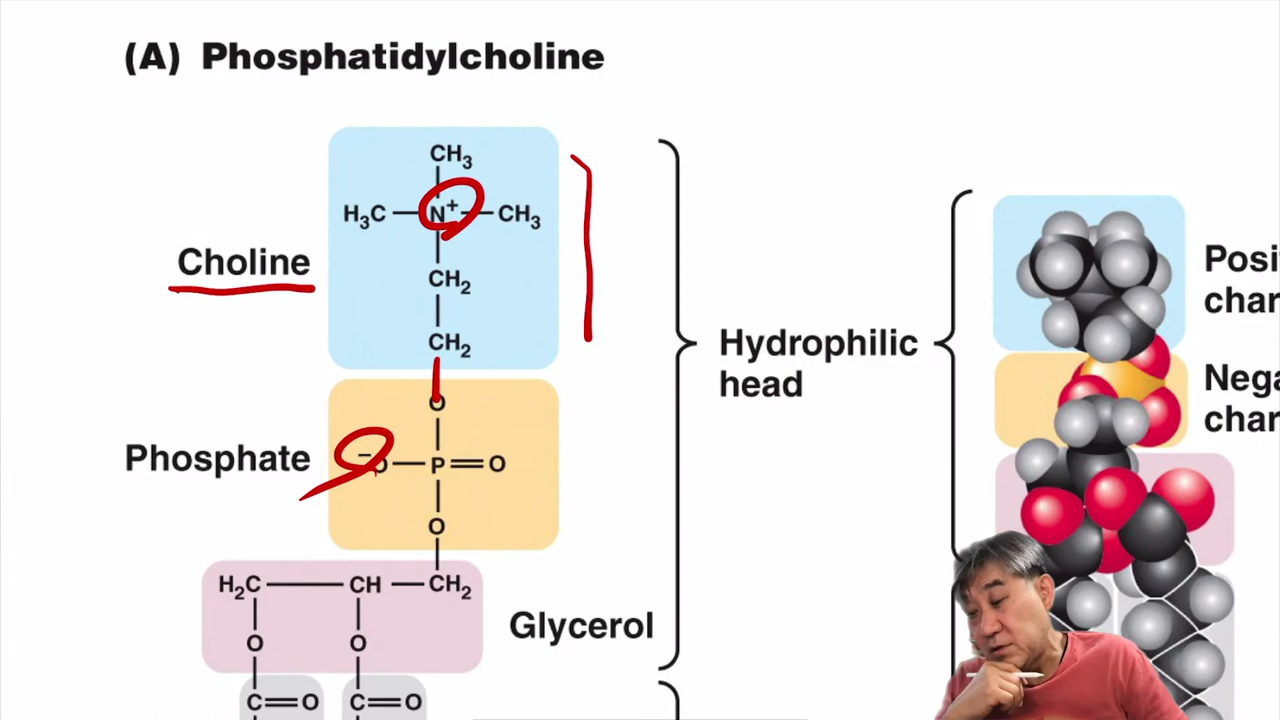 (A) Phosphatidylcholine
CH₃
H₃C — N⁺ — CH₃
Choline
CH₂
CH₂
O
Phosphate
⁻O — P = O
O
H₂C — CH — CH₂
O O
C = O C = O
Glycerol
Hydrophilic
head
Posi
char
Nega
char